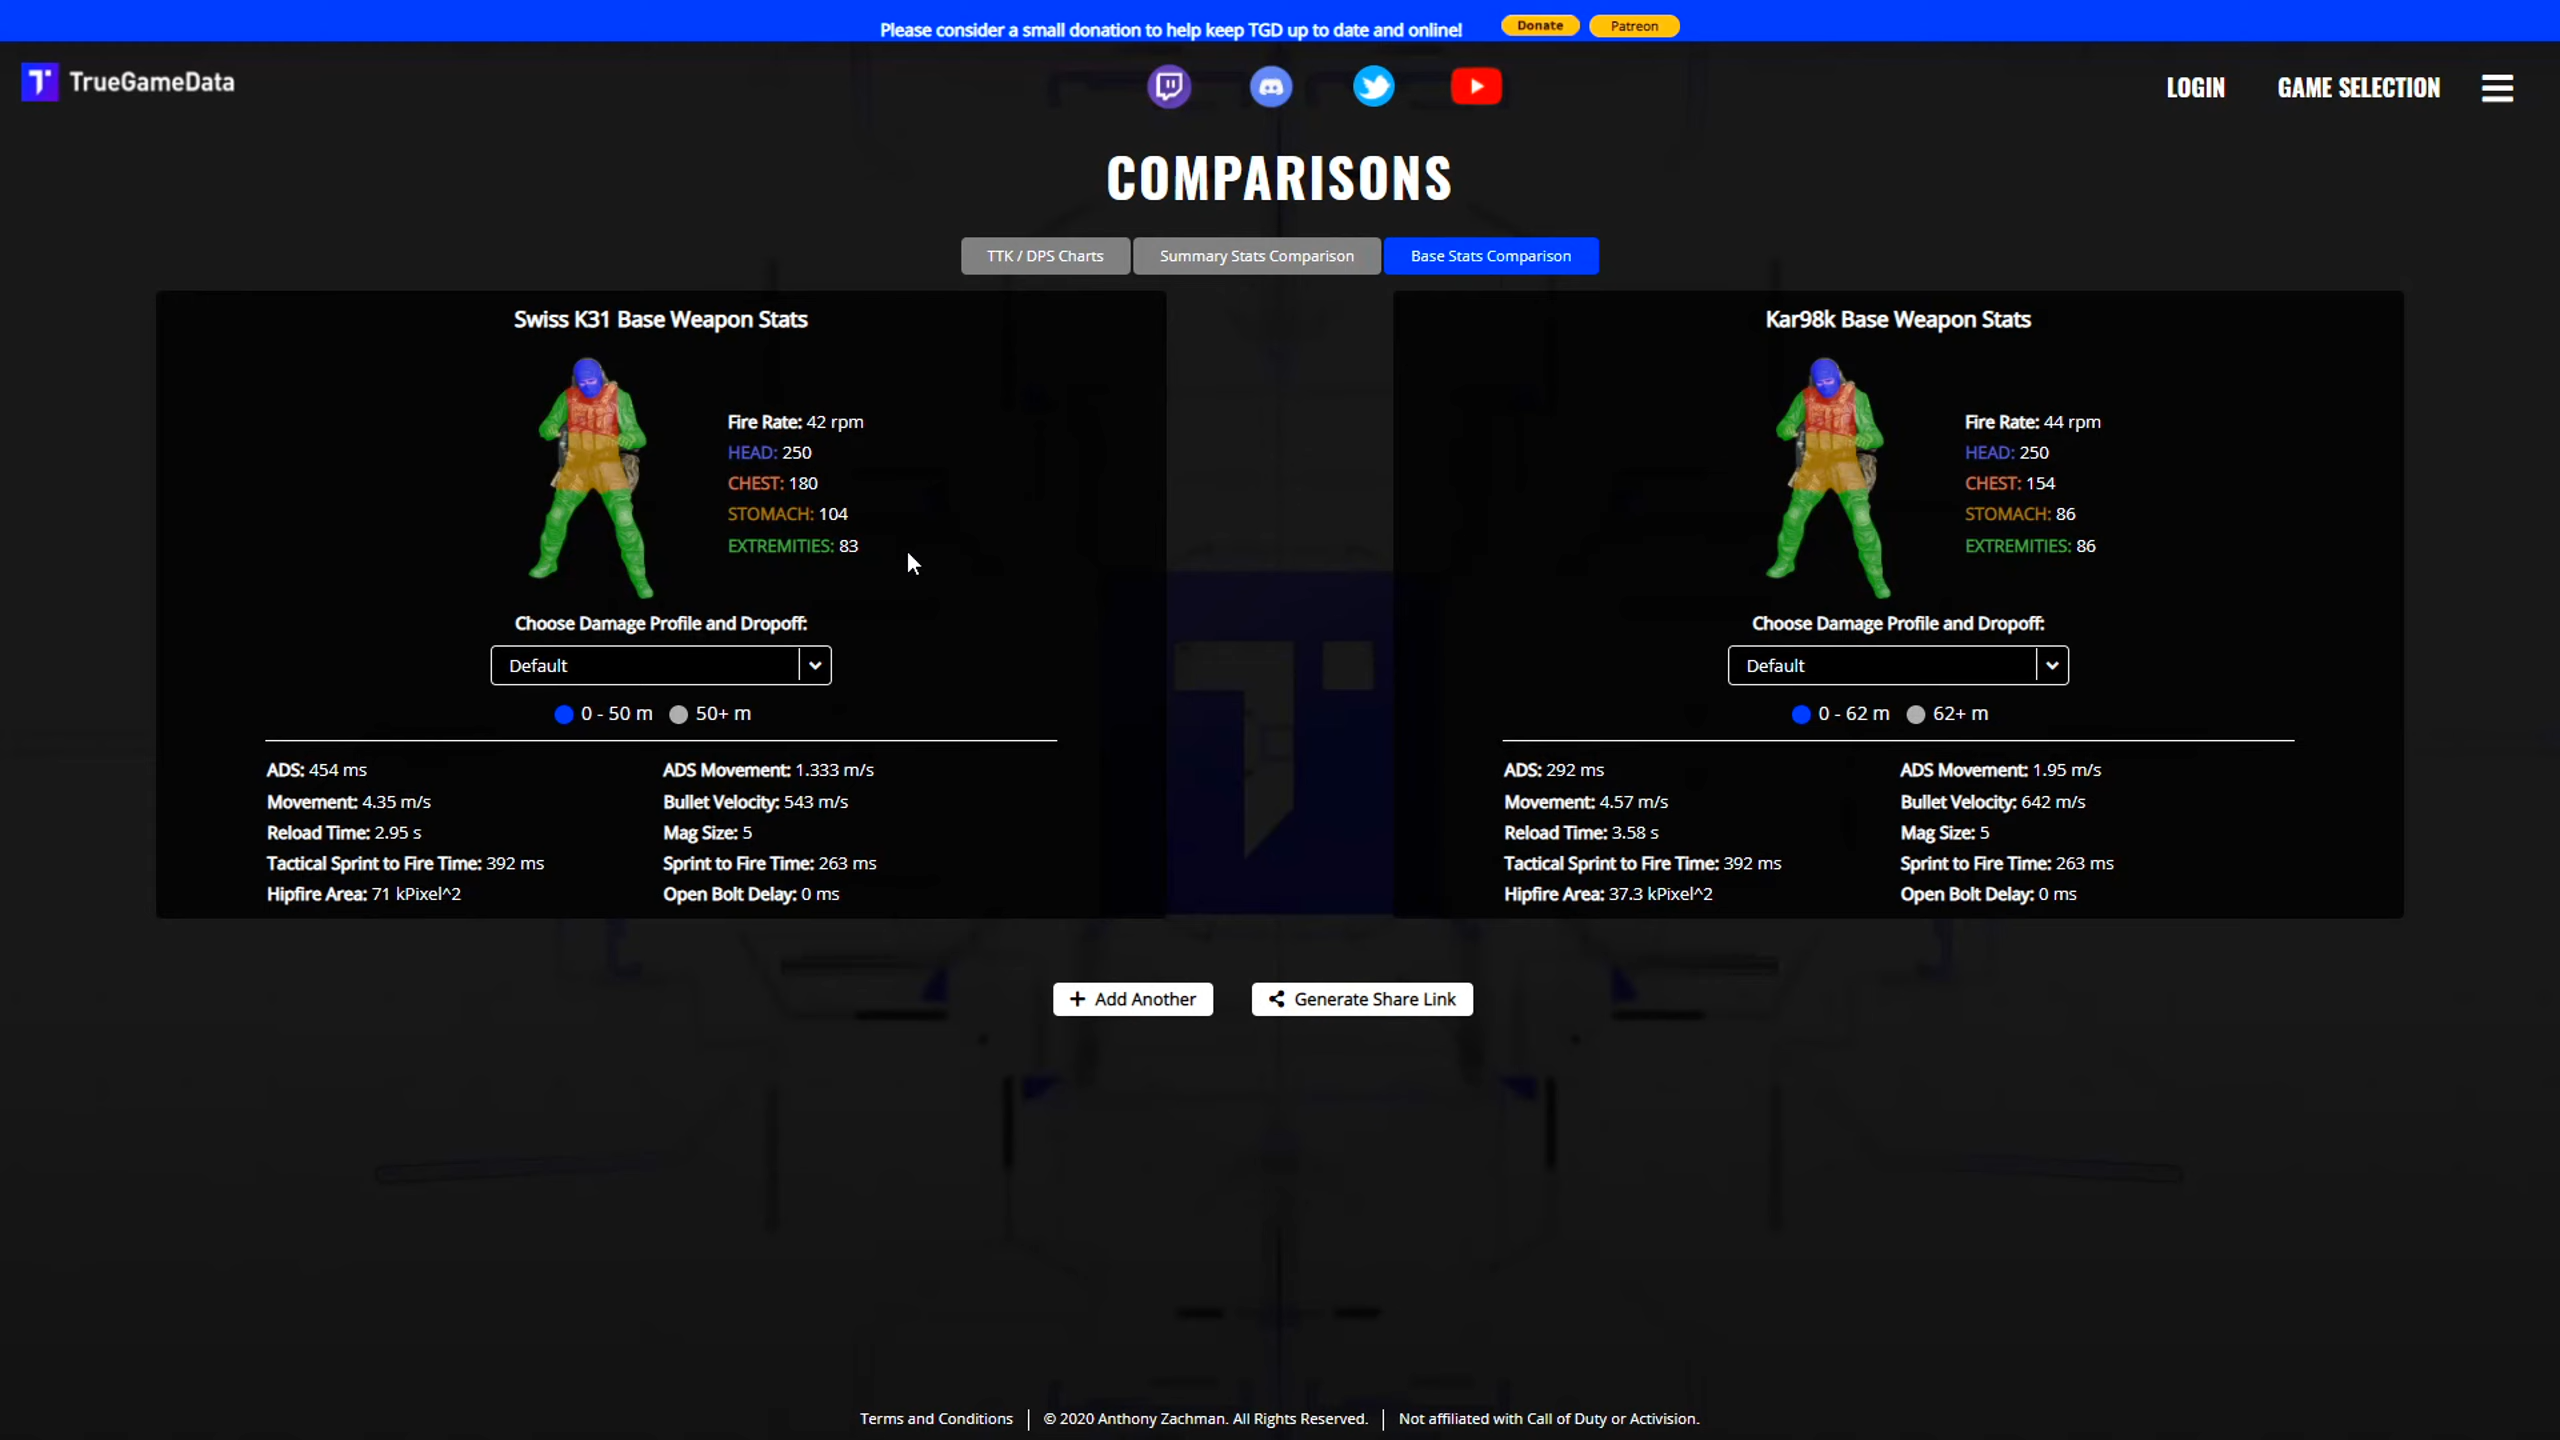 Please consider a small donation to help keep TGD up to date and online! Donate Patreon
TrueGameData
LOGIN GAME SELECTION
COMPARISONS
TTK / DPS Charts Summary Stats Comparison Base Stats Comparison
Swiss K31 Base Weapon Stats
Fire Rate: 42 rpm
HEAD: 250
CHEST: 180
STOMACH: 104
EXTREMITIES: 83
Choose Damage Profile and Dropoff:
Default
0 - 50 m 50+ m
ADS: 454 ms ADS Movement: 1.333 m/s
Movement: 4.35 m/s Bullet Velocity: 543 m/s
Reload Time: 2.95 s Mag Size: 5
Tactical Sprint to Fire Time: 392 ms Sprint to Fire Time: 263 ms
Hipfire Area: 71 kPixel^2 Open Bolt Delay: 0 ms
Kar98k Base Weapon Stats
Fire Rate: 44 rpm
HEAD: 250
CHEST: 154
STOMACH: 86
EXTREMITIES: 86
Choose Damage Profile and Dropoff:
Default
0 - 62 m 62+ m
ADS: 292 ms ADS Movement: 1.95 m/s
Movement: 4.57 m/s Bullet Velocity: 642 m/s
Reload Time: 3.58 s Mag Size: 5
Tactical Sprint to Fire Time: 392 ms Sprint to Fire Time: 263 ms
Hipfire Area: 37.3 kPixel^2 Open Bolt Delay: 0 ms
+ Add Another Generate Share Link
Terms and Conditions | © 2020 Anthony Zachman. All Rights Reserved. | Not affiliated with Call of Duty or Activision.